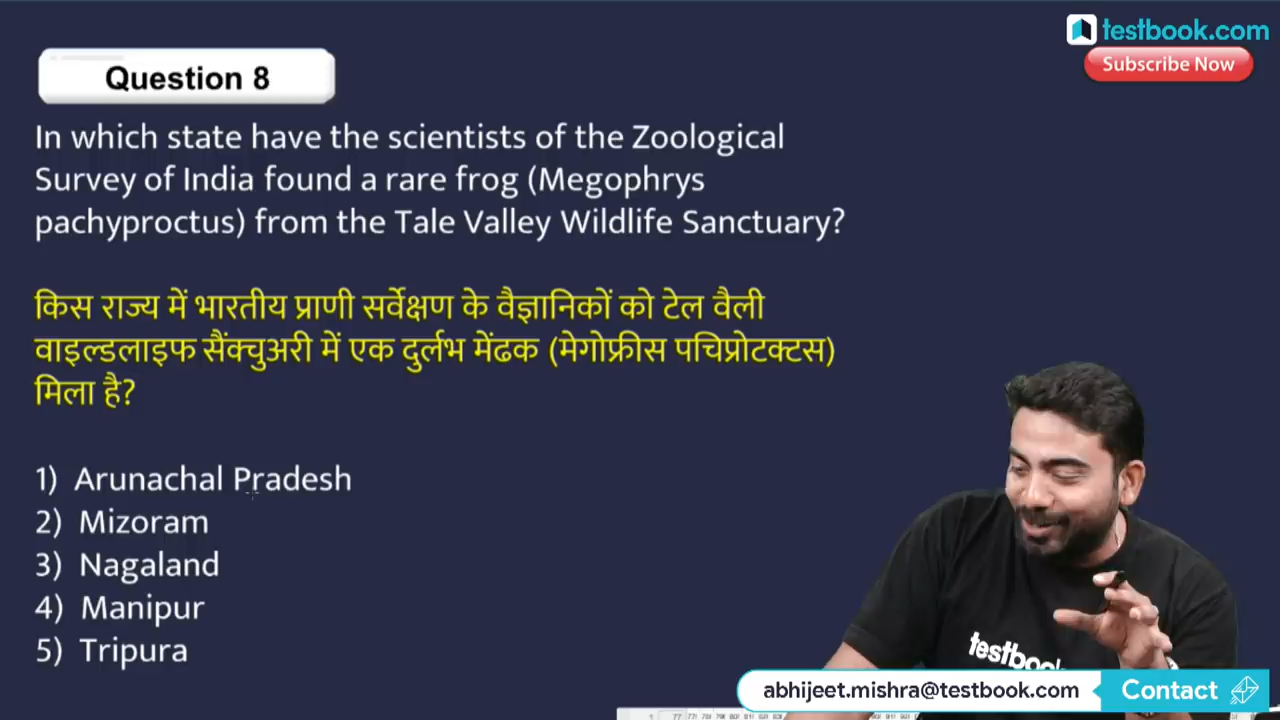 testbook.com
Subscribe Now
Question 8
In which state have the scientists of the Zoological
Survey of India found a rare frog (Megophrys
pachyproctus) from the Tale Valley Wildlife Sanctuary?
किस राज्य में भारतीय प्राणी सर्वेक्षण के वैज्ञानिकों को टेल वैली
वाइल्डलाइफ सैंक्चुअरी में एक दुर्लभ मेंढक (मेगोफ्रीस पचिप्रोटक्टस)
मिला है?
1) Arunachal Pradesh
2) Mizoram
3) Nagaland
4) Manipur
5) Tripura
testbook
abhijeet.mishra@testbook.com
Contact